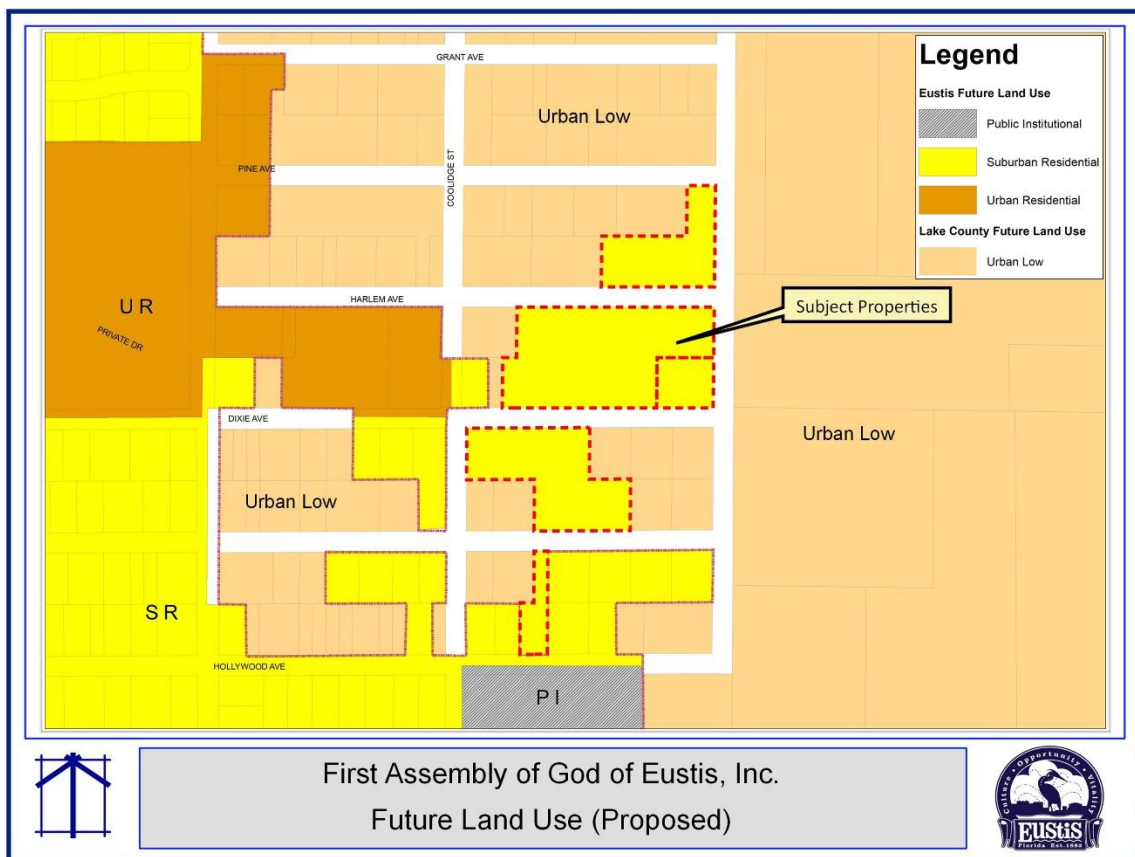 GRANT AVE
Urban Low
PINE AVE
COOLIDGE ST
HARLEM AVE
Subject Properties
U R
PRIVATE DR
DIXIE AVE
Urban Low
Urban Low
S R
HOLLYWOOD AVE
P I
Legend
Eustis Future Land Use
Public Institutional
Suburban Residential
Urban Residential
Lake County Future Land Use
Urban Low
First Assembly of God of Eustis, Inc.
Future Land Use (Proposed)
Culture • Opportunity • Vitality
EUStiS
Florida Est. 1883